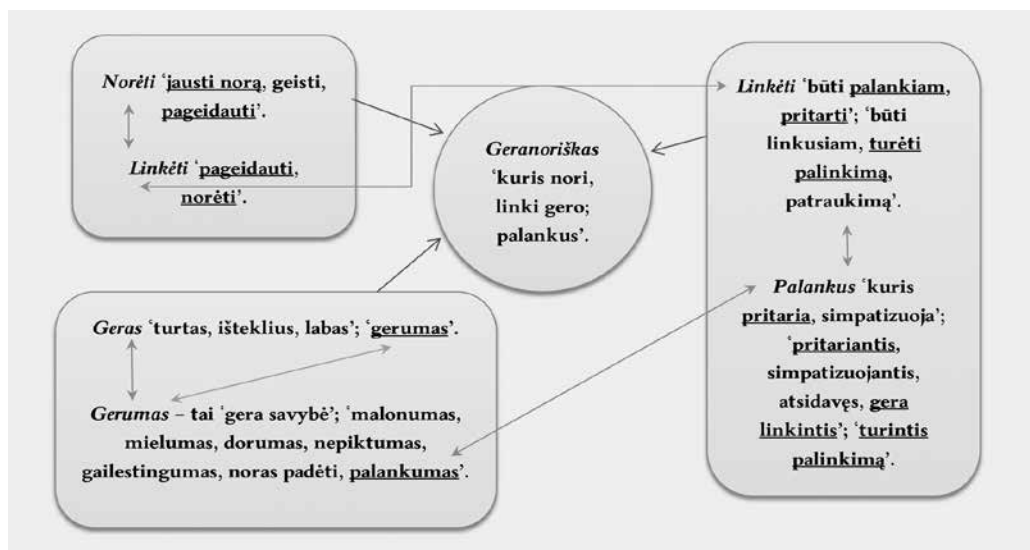 Norėti ‘jausti norą, geisti,
pageidauti’.
Linkėti ‘pageidauti,
norėti’.
Geranoriškas
‘kuris nori,
linki gero;
palankus’.
Linkėti ‘būti palankiam,
pritarti’; ‘būti
linkusiam, turėti
palinkimą,
patraukimą’.
Palankus ‘kuris
pritaria, simpatizuoja’;
‘pritariantis,
simpatizuojantis,
atsidavęs, gera
linkintis’; ‘turintis
palinkimą’.
Geras ‘turtas, išteklius, labas’; ‘gerumas’.
Gerumas – tai ‘gera savybė’; ‘malonumas,
mielumas, dorumas, nepiktumas,
gailestingumas, noras padėti, palankumas’.